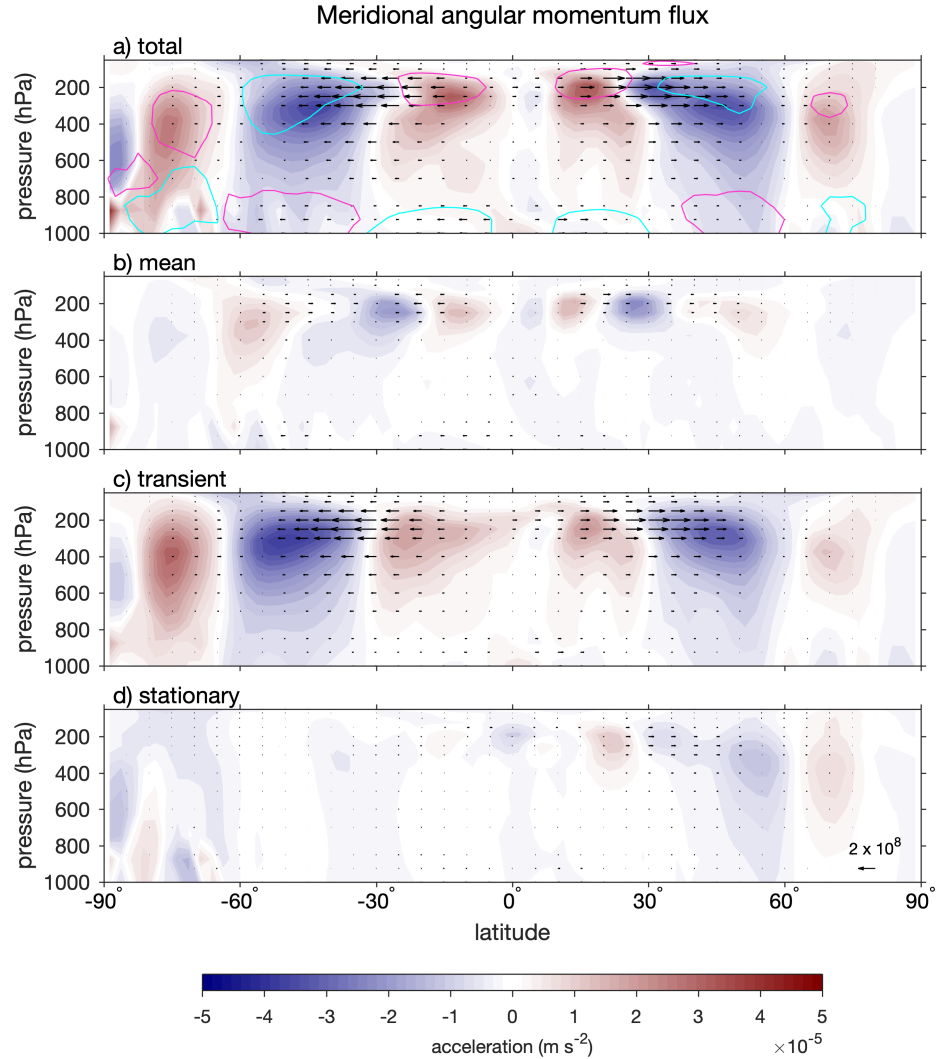 Meridional angular momentum flux
a) total
pressure (hPa)
200
400
600
800
1000
b) mean
pressure (hPa)
200
400
600
800
1000
c) transient
pressure (hPa)
200
400
600
800
1000
d) stationary
pressure (hPa)
200
400
600
800
1000
2 x 10⁸
-90° -60° -30° 0° 30° 60° 90°
latitude
-5 -4 -3 -2 -1 0 1 2 3 4 5
acceleration (m s⁻²)
×10⁻⁵